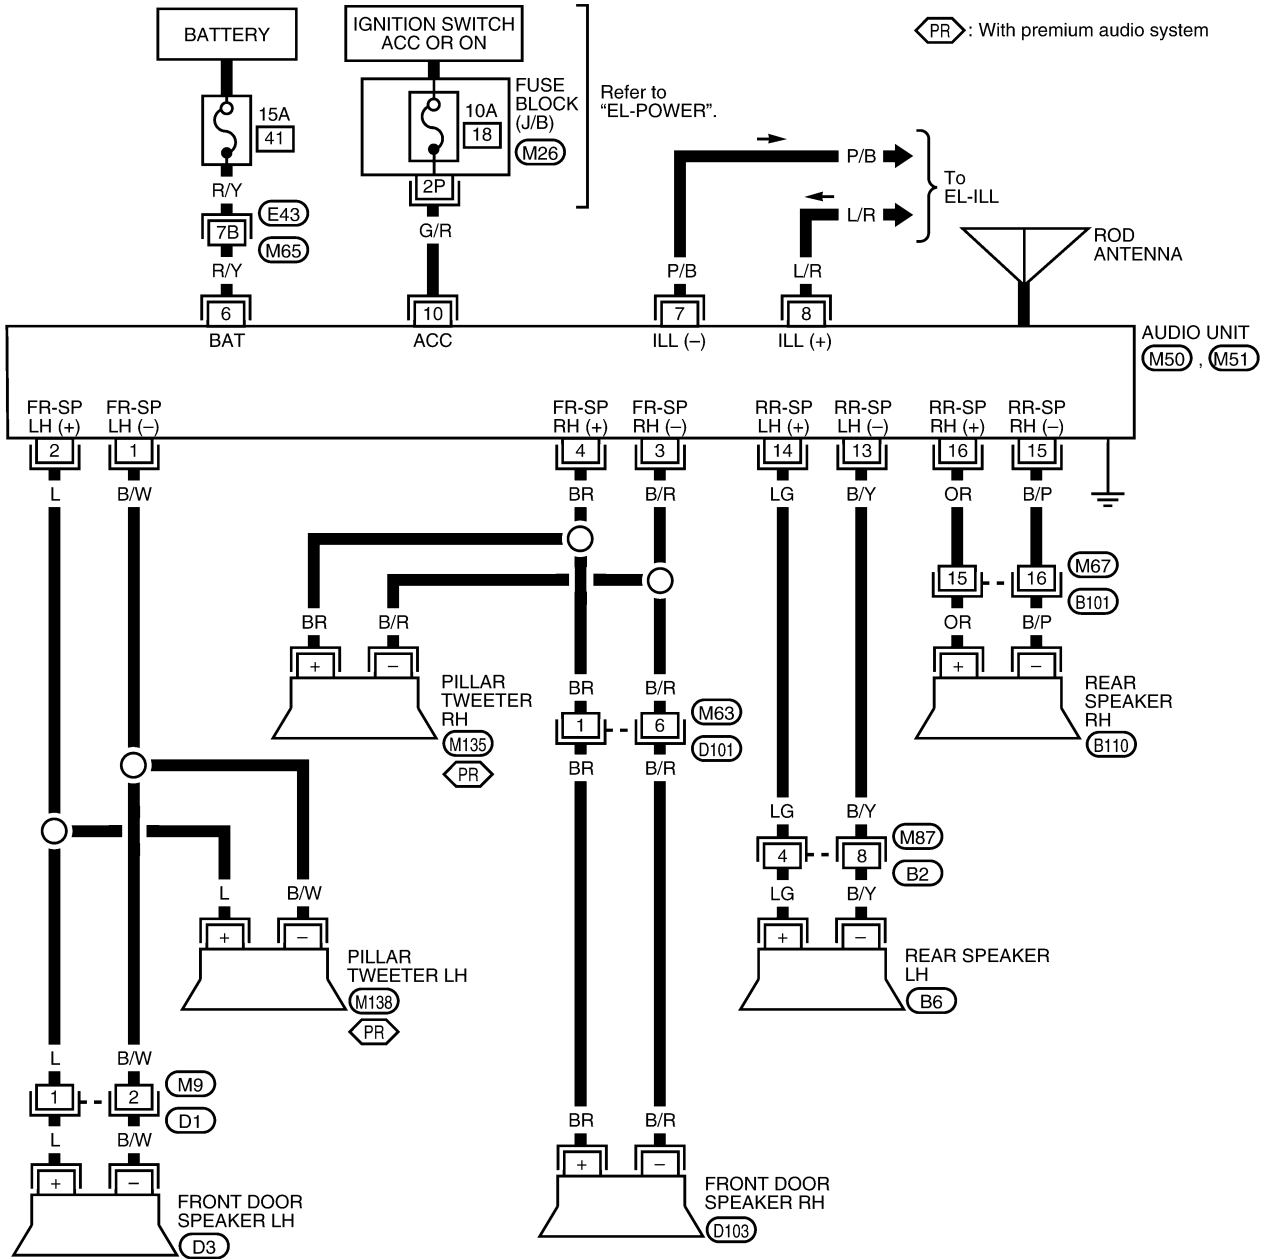 BATTERY
IGNITION SWITCH
ACC OR ON
PR : With premium audio system
15A
41
10A
18
FUSE
BLOCK
(J/B)
M26
Refer to
“EL-POWER”.
2P
R/Y
7B
E43
M65
R/Y
G/R
P/B
L/R
To
EL-ILL
P/B
L/R
ROD
ANTENNA
6
10
7
8
BAT
ACC
ILL (–)
ILL (+)
AUDIO UNIT
M50 , M51
FR-SP
LH (+)
FR-SP
LH (–)
FR-SP
RH (+)
FR-SP
RH (–)
RR-SP
LH (+)
RR-SP
LH (–)
RR-SP
RH (+)
RR-SP
RH (–)
2
1
4
3
14
13
16
15
L
B/W
BR
B/R
LG
B/Y
OR
B/P
15
16
M67
B101
OR
B/P
+
–
REAR
SPEAKER
RH
B110
BR
B/R
+
–
PILLAR
TWEETER
RH
M135
PR
BR
B/R
1
6
M63
D101
BR
B/R
LG
B/Y
4
8
M87
B2
LG
B/Y
+
–
REAR SPEAKER
LH
B6
L
B/W
+
–
PILLAR
TWEETER LH
M138
PR
L
B/W
1
2
M9
D1
L
B/W
+
–
FRONT DOOR
SPEAKER LH
D3
BR
B/R
+
–
FRONT DOOR
SPEAKER RH
D103